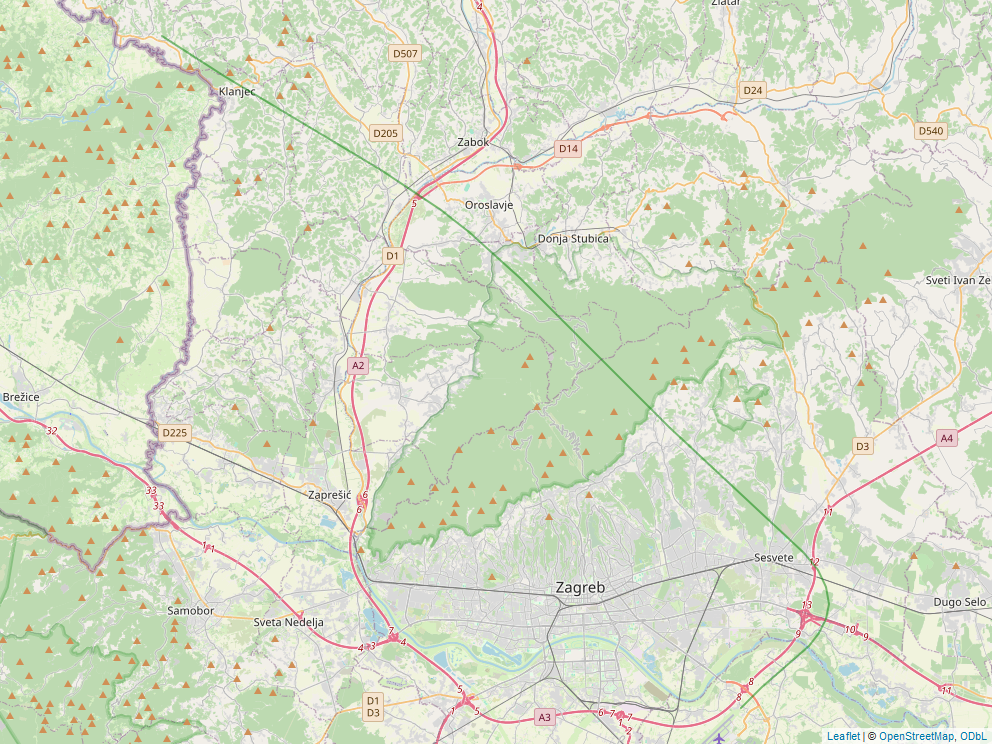 4
Zlatar
D507
Klanjec
D24
D205
Zabok
D14
D540
5
Oroslavje
Donja Stubica
D1
Sveti Ivan Ze
A2
Brežice
32
D225
D3
A4
33
33
Zaprešić
6
6
11
1
1
Sesvete
12
Zagreb
Samobor
Sveta Nedelja
13
Dugo Selo
7
4
4
3
9
10
9
5
1
5
D1
D3
A3
6
7
1
2
8
8
11
Leaflet | © OpenStreetMap, ODbL